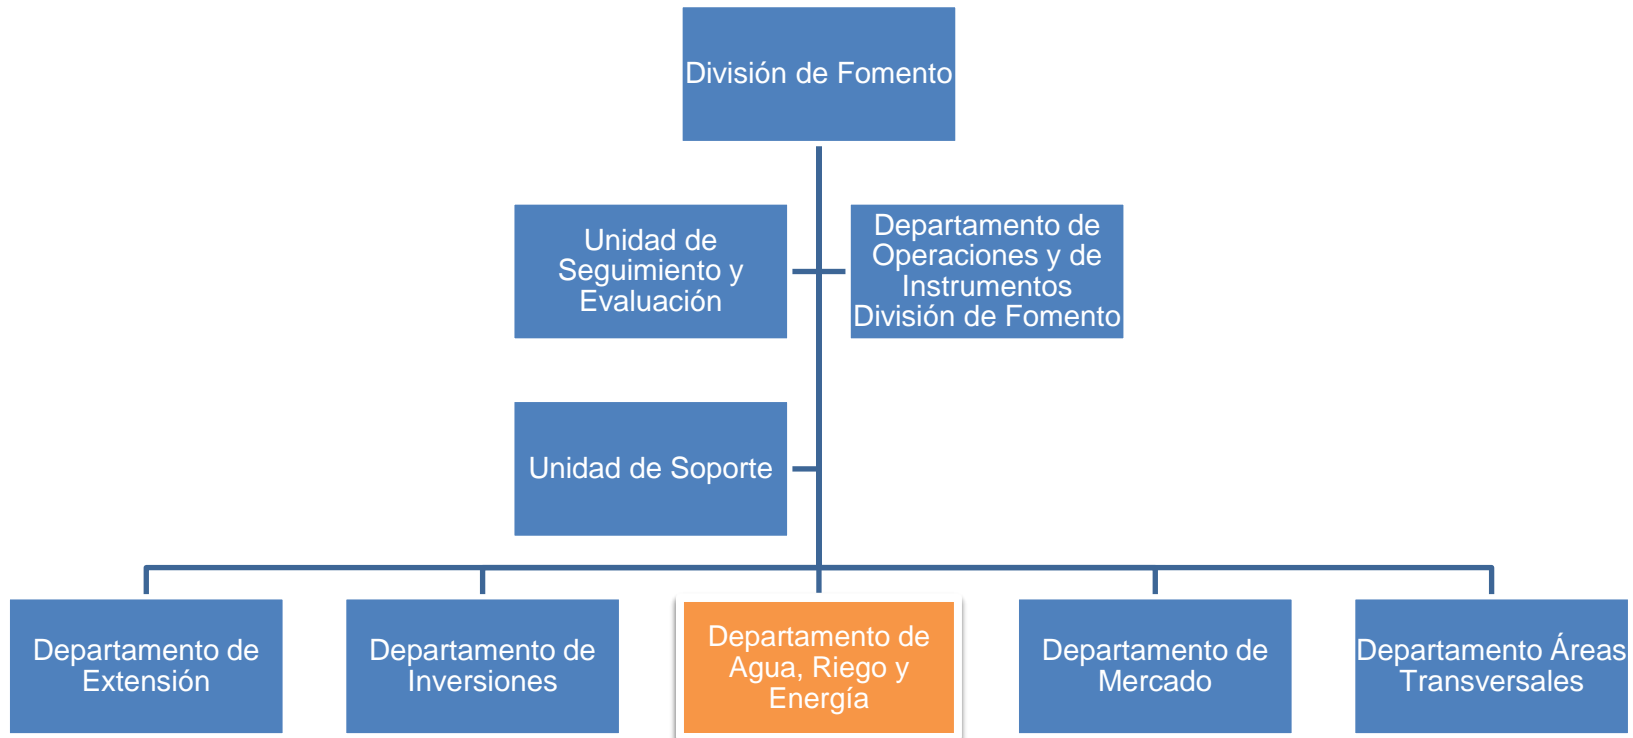 División de Fomento
Unidad de
Seguimiento y
Evaluación
Departamento de
Operaciones y de
Instrumentos
División de Fomento
Unidad de Soporte
Departamento de
Extensión
Departamento de
Inversiones
Departamento de
Agua, Riego y
Energía
Departamento de
Mercado
Departamento Áreas
Transversales